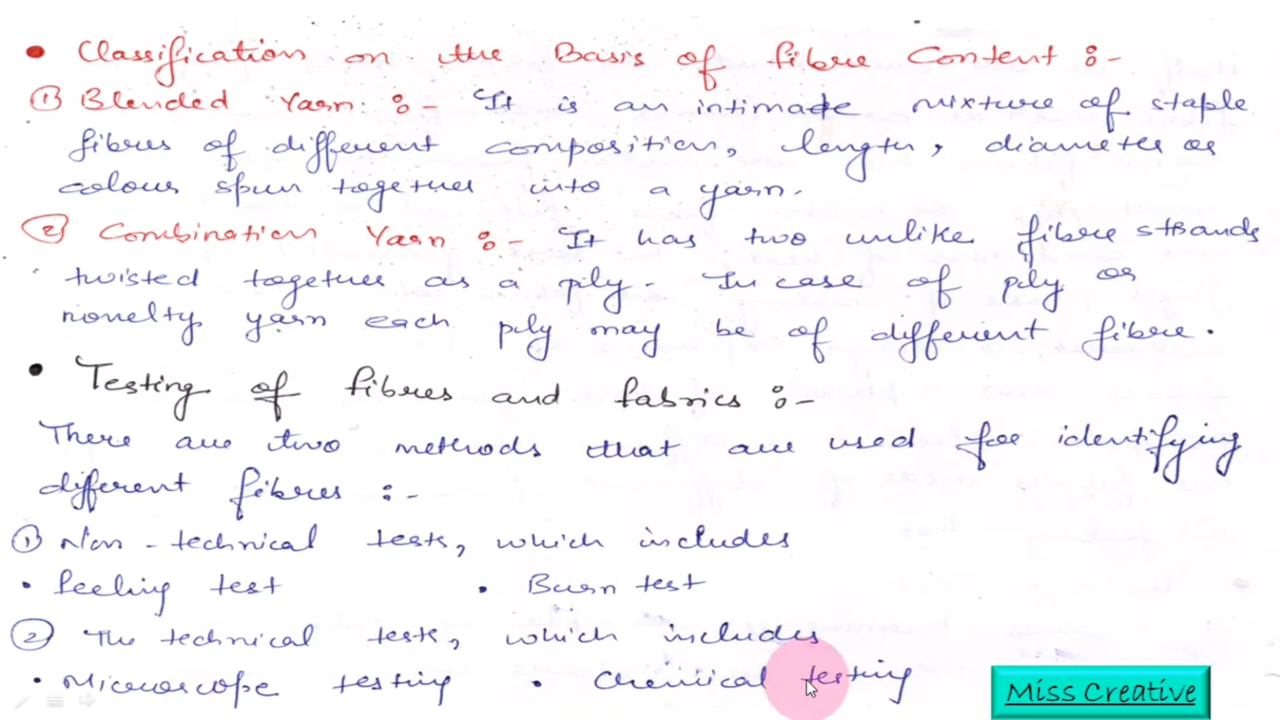 • Classification on the Basis of fibre Content :-
① Blended Yarn :- It is an intimate mixture of staple
fibres of different composition, length, diameter or
colour spun together into a yarn.
② Combination Yarn :- It has two unlike fibre strands
twisted together as a ply. In case of ply or
novelty yarn each ply may be of different fibre.
• Testing of fibres and fabrics :-
There are two methods that are used for identifying
different fibres :-
① Non-technical tests, which includes
• feeling test • Burn test
② The technical tests, which includes
• Microscope testing • Chemical testing
Miss Creative